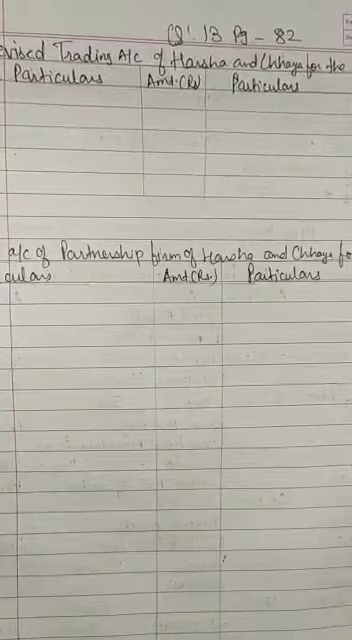 Q! 13 Pg - 82
evised Trading A/c of Harsha and Chhaya for the
Particulars Amt.(Rs) Particulars
a/c of Partnership firm of Harsha and Chhaya fo
culars Amt(Rs.) Particulars